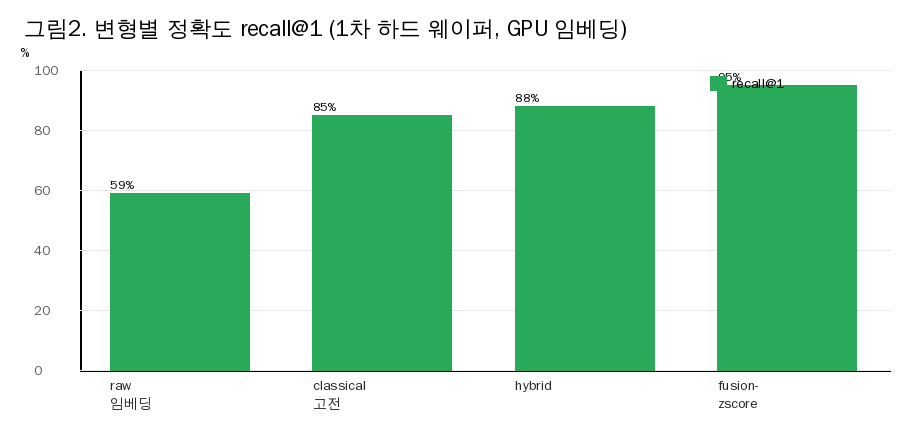 그림2. 변형별 정확도 recall@1 (1차 하드 웨이퍼, GPU 임베딩)
%
100
80
60
40
20
0
59%
85%
88%
95%
recall@1
raw
임베딩
classical
고전
hybrid
fusion-
zscore